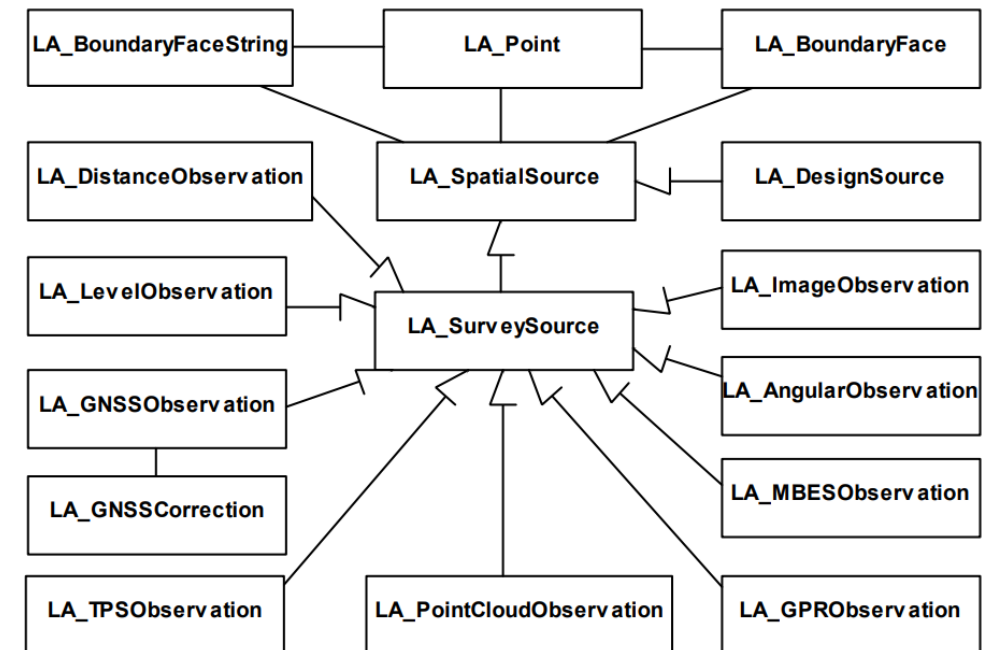 LA_BoundaryFaceString
LA_Point
LA_BoundaryFace
LA_DistanceObservation
LA_SpatialSource
LA_DesignSource
LA_LevelObservation
LA_SurveySource
LA_ImageObservation
LA_GNSSObservation
LA_AngularObservation
LA_GNSSCorrection
LA_MBESObservation
LA_TPSObservation
LA_PointCloudObservation
LA_GPRObservation